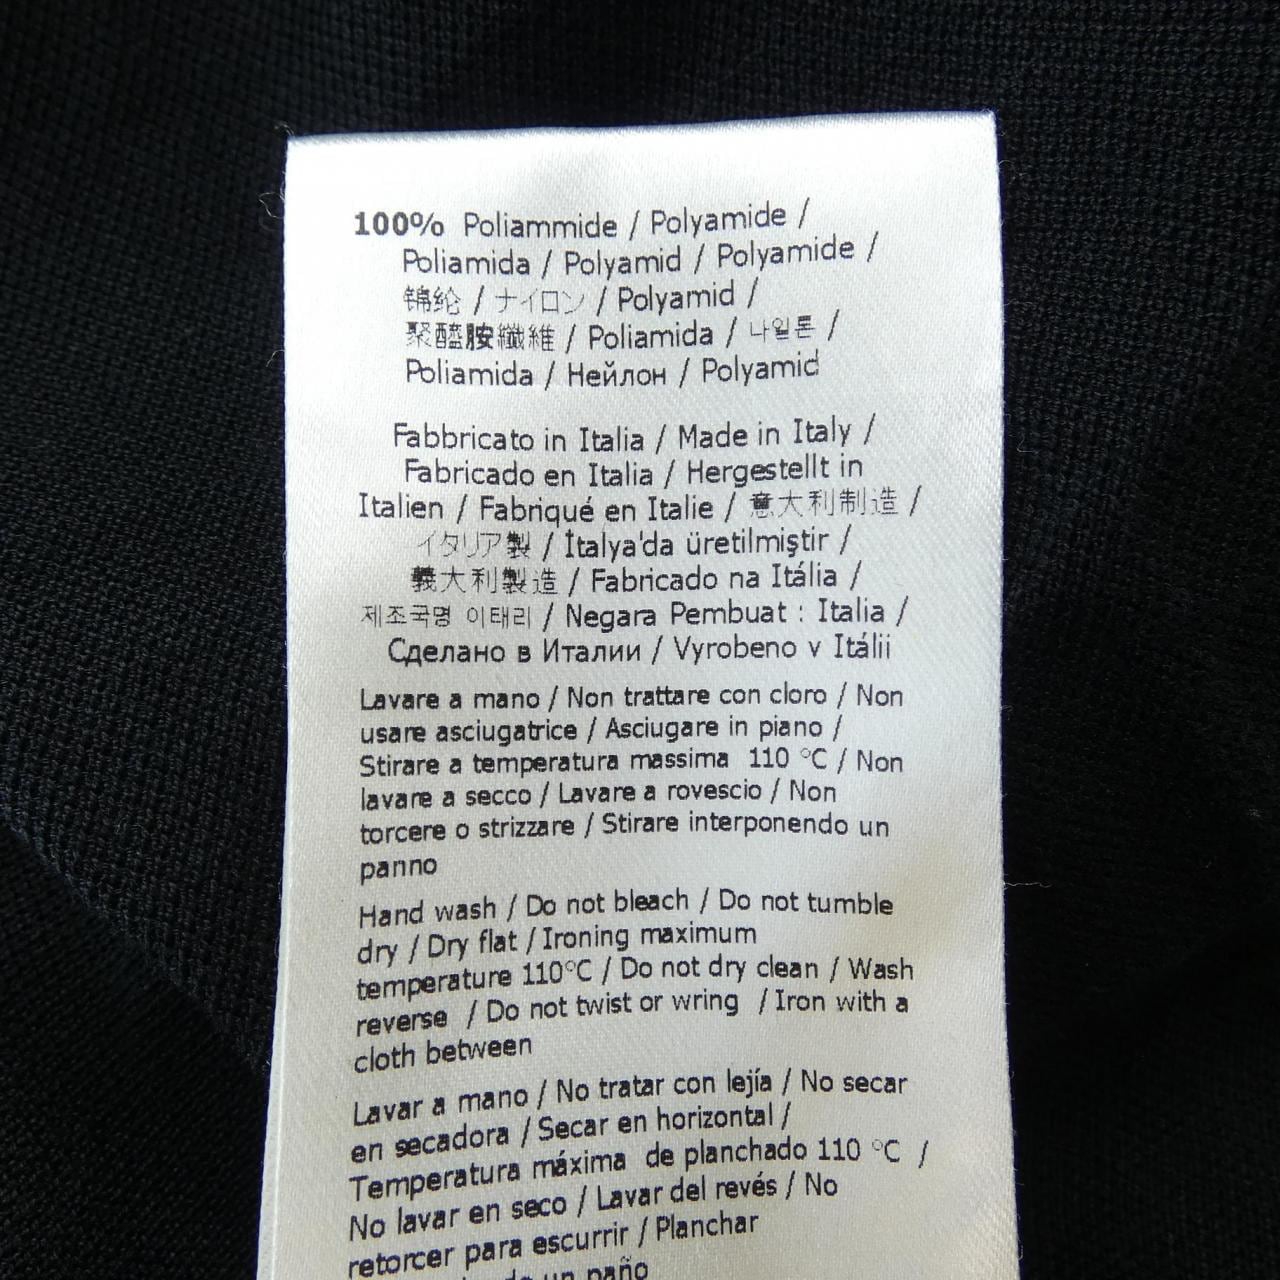 100% Poliammide / Polyamide /
Poliamida / Polyamid / Polyamide /
锦纶 / ナイロン / Polyamid /
聚醯胺纖維 / Poliamida / 나일론 /
Poliamida / Нейлон / Polyamid
Fabbricato in Italia / Made in Italy /
Fabricado en Italia / Hergestellt in
Italien / Fabriqué en Italie / 意大利制造 /
イタリア製 / İtalya'da üretilmiştir /
義大利製造 / Fabricado na Itália /
제조국명 이태리 / Negara Pembuat : Italia /
Сделано в Италии / Vyrobeno v Itálii
Lavare a mano / Non trattare con cloro / Non
usare asciugatrice / Asciugare in piano /
Stirare a temperatura massima 110 °C / Non
lavare a secco / Lavare a rovescio / Non
torcere o strizzare / Stirare interponendo un
panno
Hand wash / Do not bleach / Do not tumble
dry / Dry flat / Ironing maximum
temperature 110°C / Do not dry clean / Wash
reverse / Do not twist or wring / Iron with a
cloth between
Lavar a mano / No tratar con lejía / No secar
en secadora / Secar en horizontal /
Temperatura máxima de planchado 110 °C /
No lavar en seco / Lavar del revés / No
retorcer para escurrir / Planchar
un paño